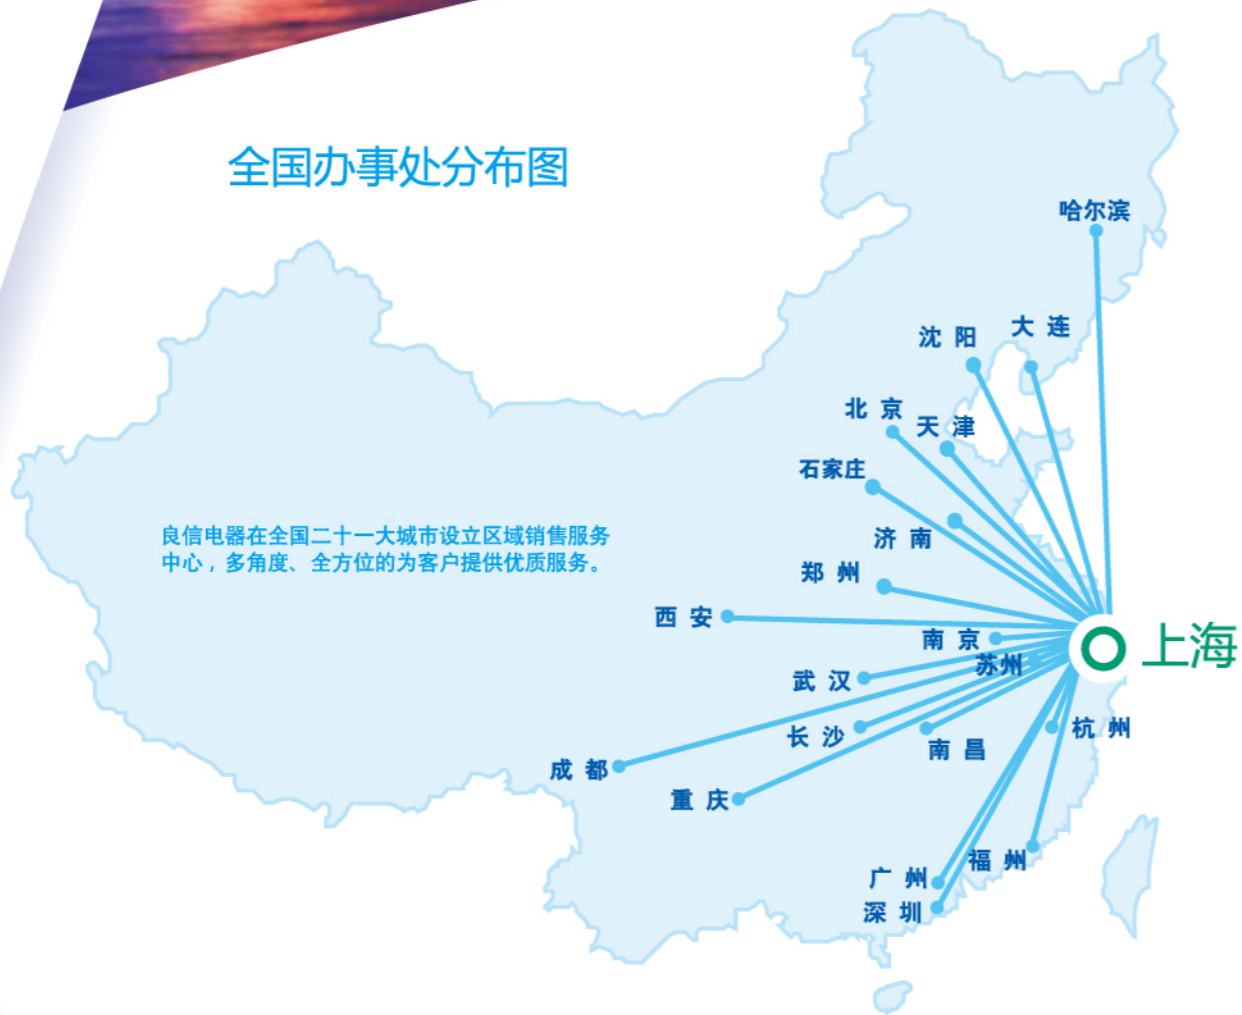 全国办事处分布图
哈尔滨
沈阳
大连
北京
天津
石家庄
良信电器在全国二十一大城市设立区域销售服务
中心，多角度、全方位的为客户提供优质服务。
济南
郑州
西安
南京
上海
苏州
武汉
长沙
杭州
南昌
成都
重庆
福州
广州
深圳